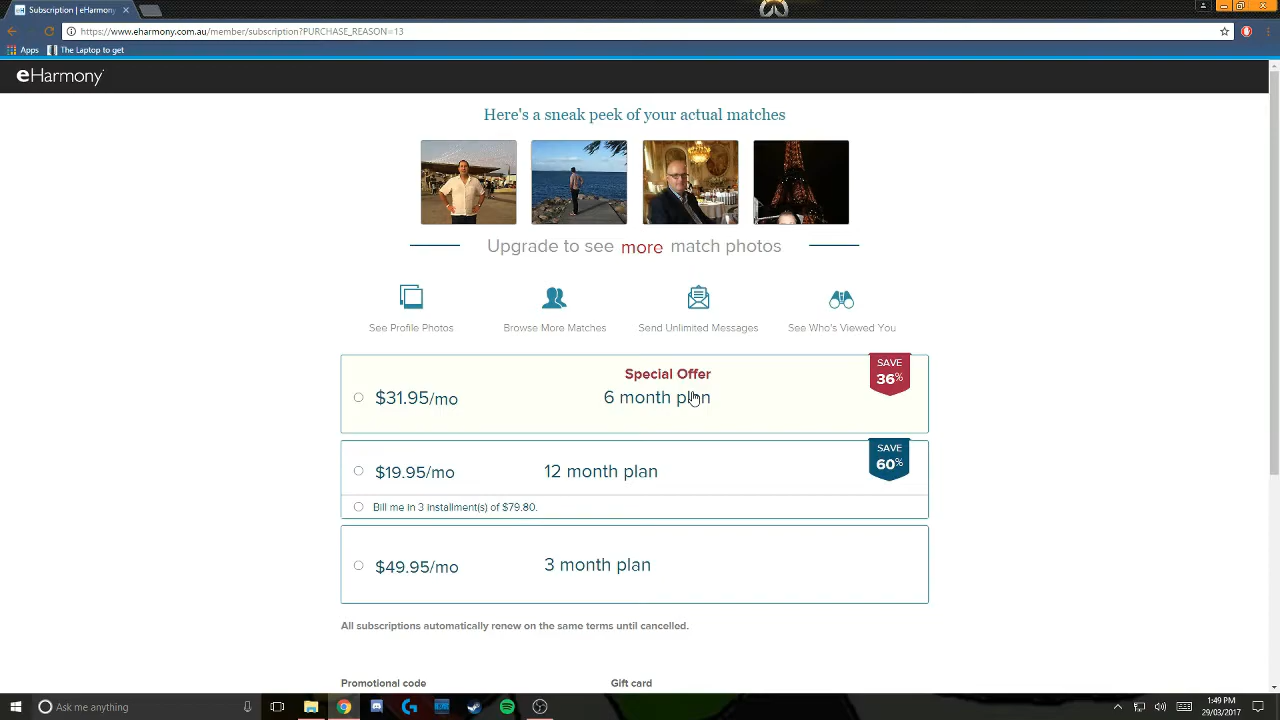 Subscription | eHarmony
https://www.eharmony.com.au/member/subscription?PURCHASE_REASON=13
Apps
The Laptop to get
eHarmony
Here's a sneak peek of your actual matches
Upgrade to see more match photos
See Profile Photos
Browse More Matches
Send Unlimited Messages
See Who's Viewed You
Special Offer
SAVE
36%
$31.95/mo
6 month plan
SAVE
60%
$19.95/mo
12 month plan
Bill me in 3 installment(s) of $79.80.
$49.95/mo
3 month plan
All subscriptions automatically renew on the same terms until cancelled.
Promotional code
Gift card
Ask me anything
1:49 PM
29/03/2017